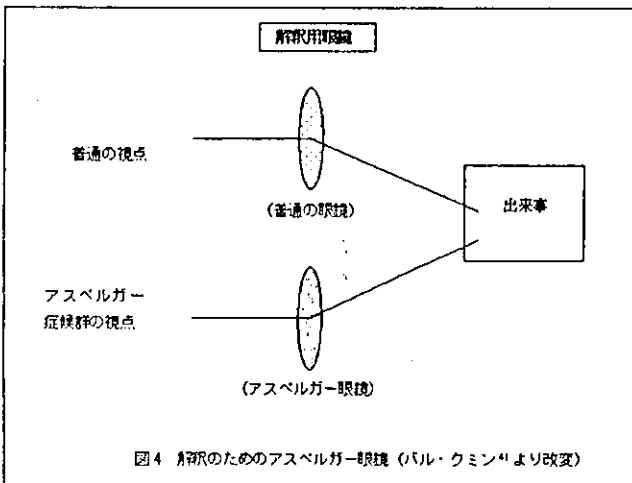 解釈用眼鏡
普通の視点
(普通の眼鏡)
出来事
アスペルガー
症候群の視点
(アスペルガー眼鏡)
図4 解釈のためのアスペルガー眼鏡 (バル・クミン4)より改変)